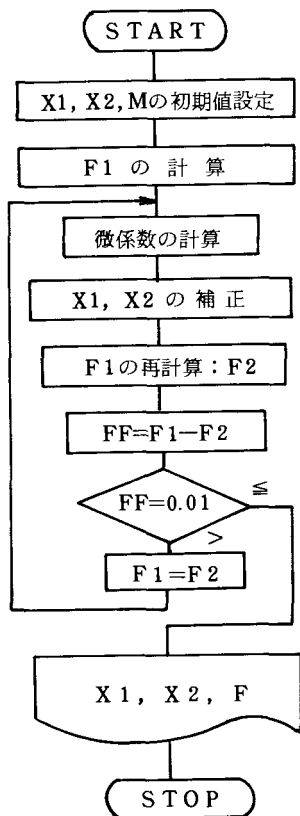 START
X1, X2, Mの初期値設定
F1 の 計 算
微係数の計算
X1, X2 の 補 正
F1の再計算：F2
FF=F1−F2
FF=0.01
≦
>
F1=F2
X1, X2, F
STOP